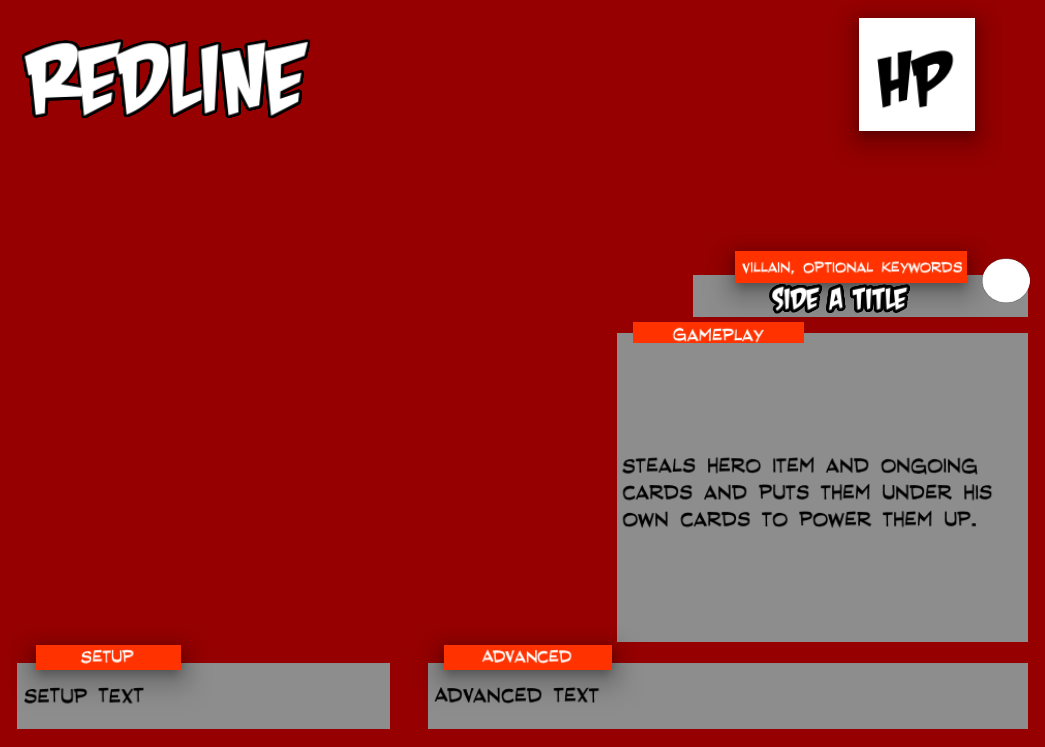 REDLINE
HP
VILLAIN, OPTIONAL KEYWORDS
SIDE A TITLE
GAMEPLAY
STEALS HERO ITEM AND ONGOING
CARDS AND PUTS THEM UNDER HIS
OWN CARDS TO POWER THEM UP.
SETUP
SETUP TEXT
ADVANCED
ADVANCED TEXT